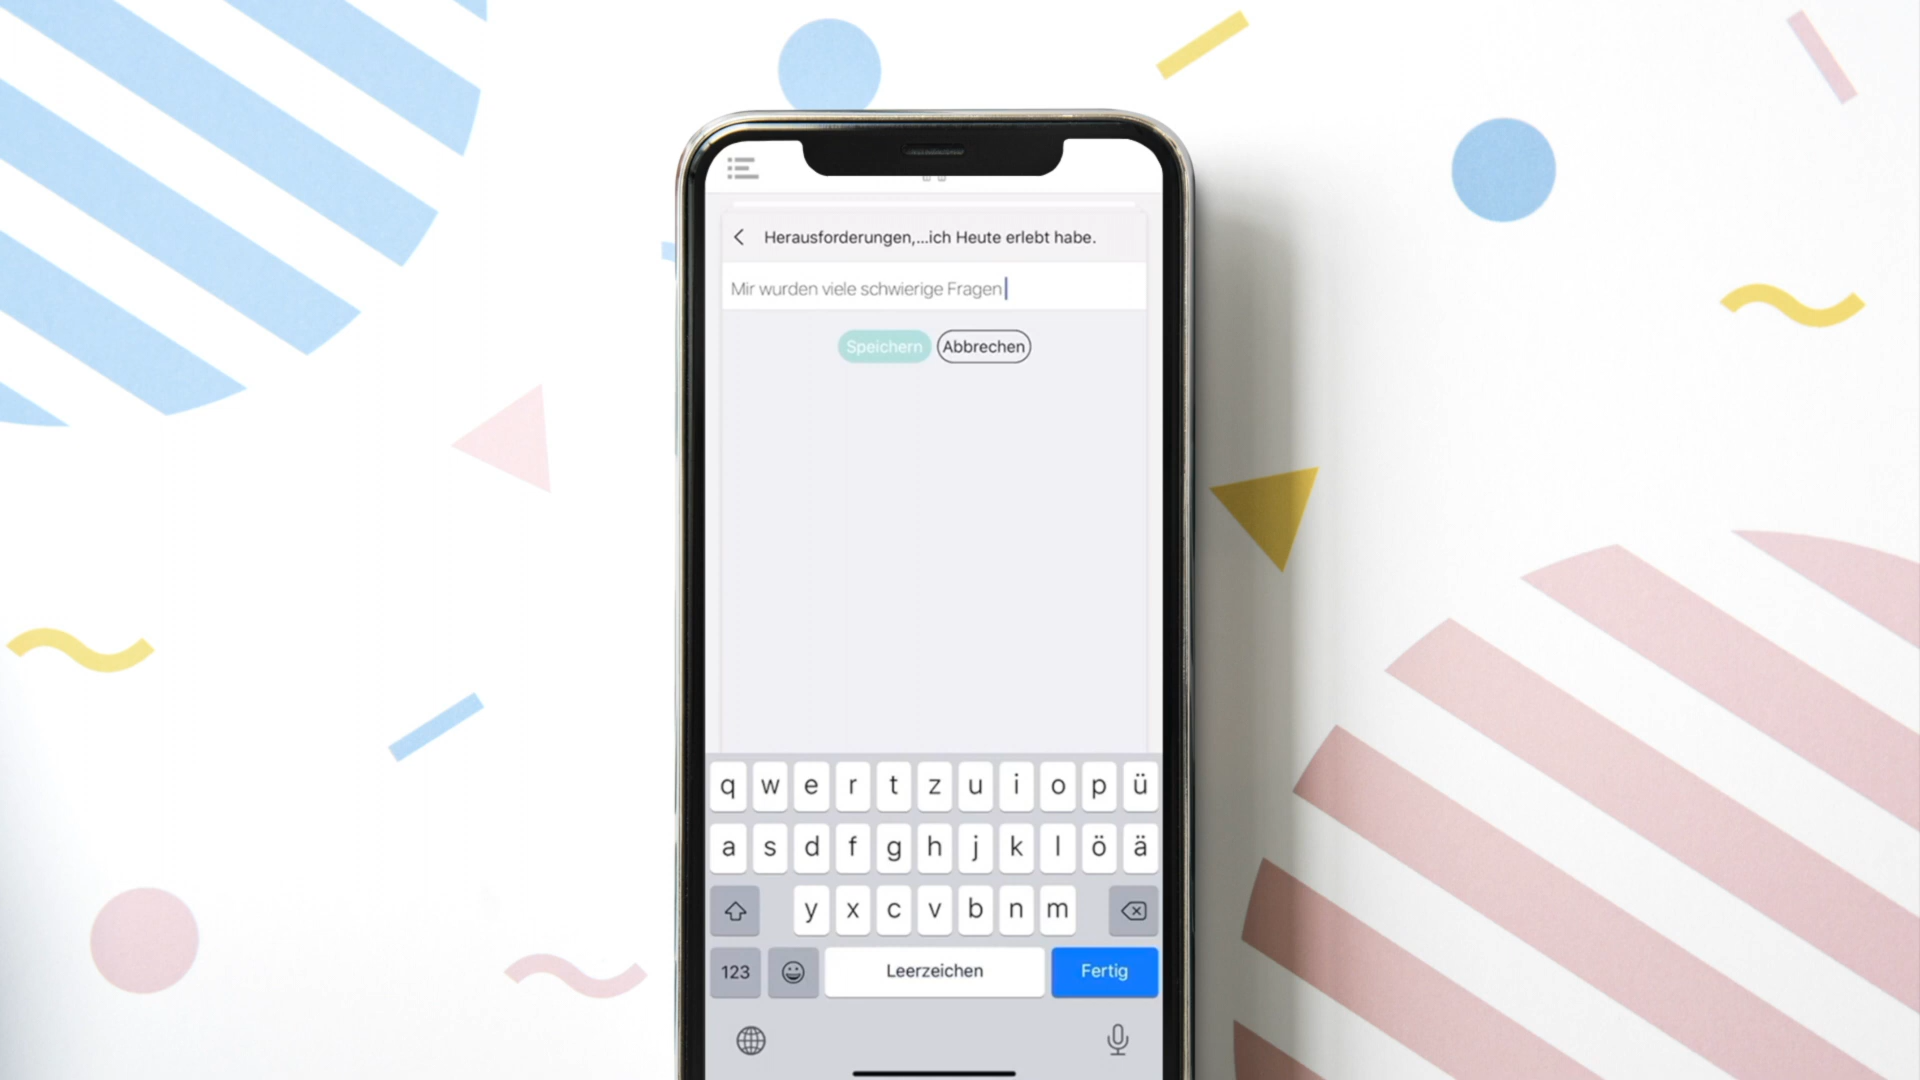 Herausforderungen,...ich Heute erlebt habe.
Mir wurden viele schwierige Fragen
Speichern Abbrechen
q w e r t z u i o p ü
a s d f g h j k l ö ä
y x c v b n m
123 Leerzeichen Fertig